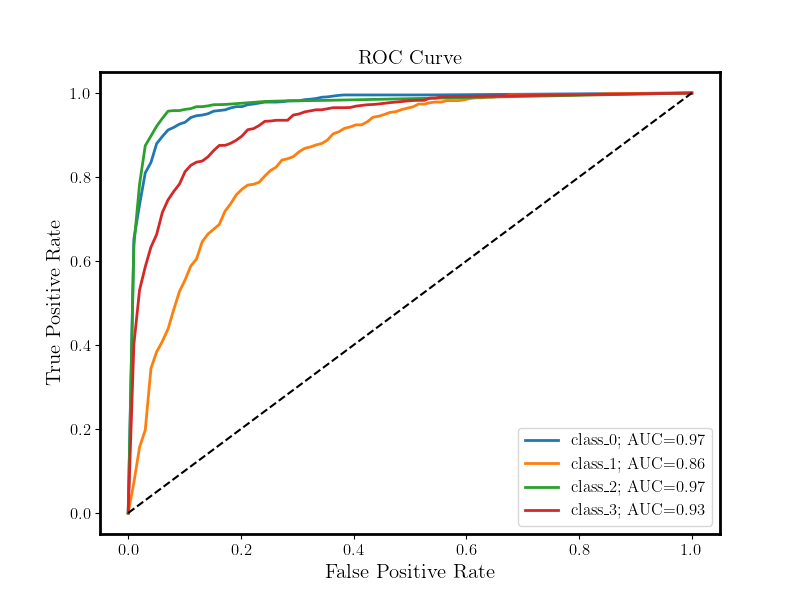 ROC Curve
True Positive Rate
1.0
0.8
0.6
0.4
0.2
0.0
class_0; AUC=0.97
class_1; AUC=0.86
class_2; AUC=0.97
class_3; AUC=0.93
0.0 0.2 0.4 0.6 0.8 1.0
False Positive Rate